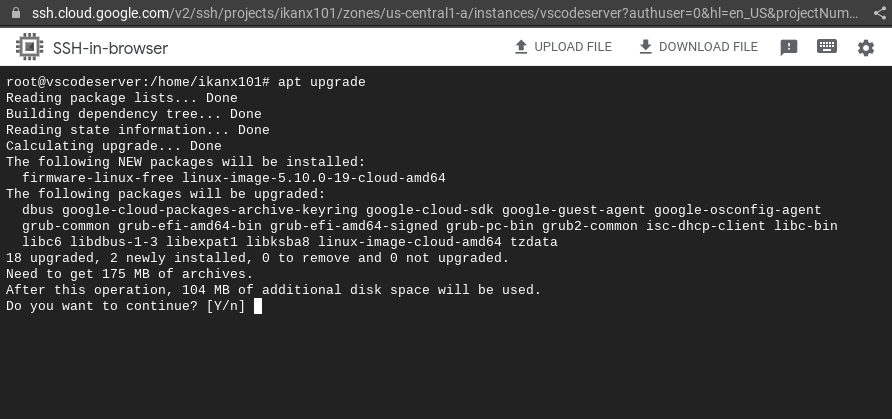 ssh.cloud.google.com/v2/ssh/projects/ikanx101/zones/us-central1-a/instances/vscodeserver?authuser=0&hl=en_US&projectNum...
SSH-in-browser
UPLOAD FILE
DOWNLOAD FILE
root@vscodeserver:/home/ikanx101# apt upgrade
Reading package lists... Done
Building dependency tree... Done
Reading state information... Done
Calculating upgrade... Done
The following NEW packages will be installed:
  firmware-linux-free linux-image-5.10.0-19-cloud-amd64
The following packages will be upgraded:
  dbus google-cloud-packages-archive-keyring google-cloud-sdk google-guest-agent google-osconfig-agent
  grub-common grub-efi-amd64-bin grub-efi-amd64-signed grub-pc-bin grub2-common isc-dhcp-client libc-bin
  libc6 libdbus-1-3 libexpat1 libksba8 linux-image-cloud-amd64 tzdata
18 upgraded, 2 newly installed, 0 to remove and 0 not upgraded.
Need to get 175 MB of archives.
After this operation, 104 MB of additional disk space will be used.
Do you want to continue? [Y/n]